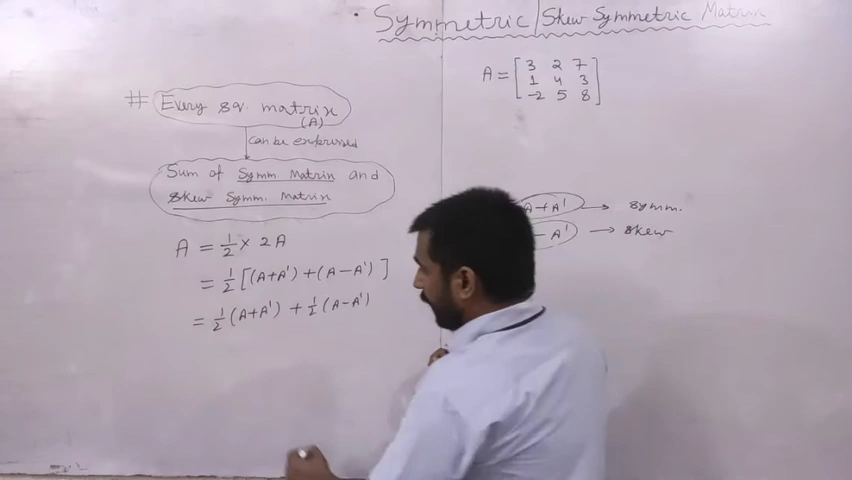 • Symmetric / Skew Symmetric Matrix
# Every sq. matrix
(A)
can be expressed
Sum of Symm. Matrix and
Skew Symm. Matrix
A = 1/2 × 2A
= 1/2 [(A+A') + (A-A')]
= 1/2 (A+A') + 1/2 (A-A')
A = [ 3 2 7
1 4 3
-2 5 8 ]
A+A' → symm.
- A' → skew